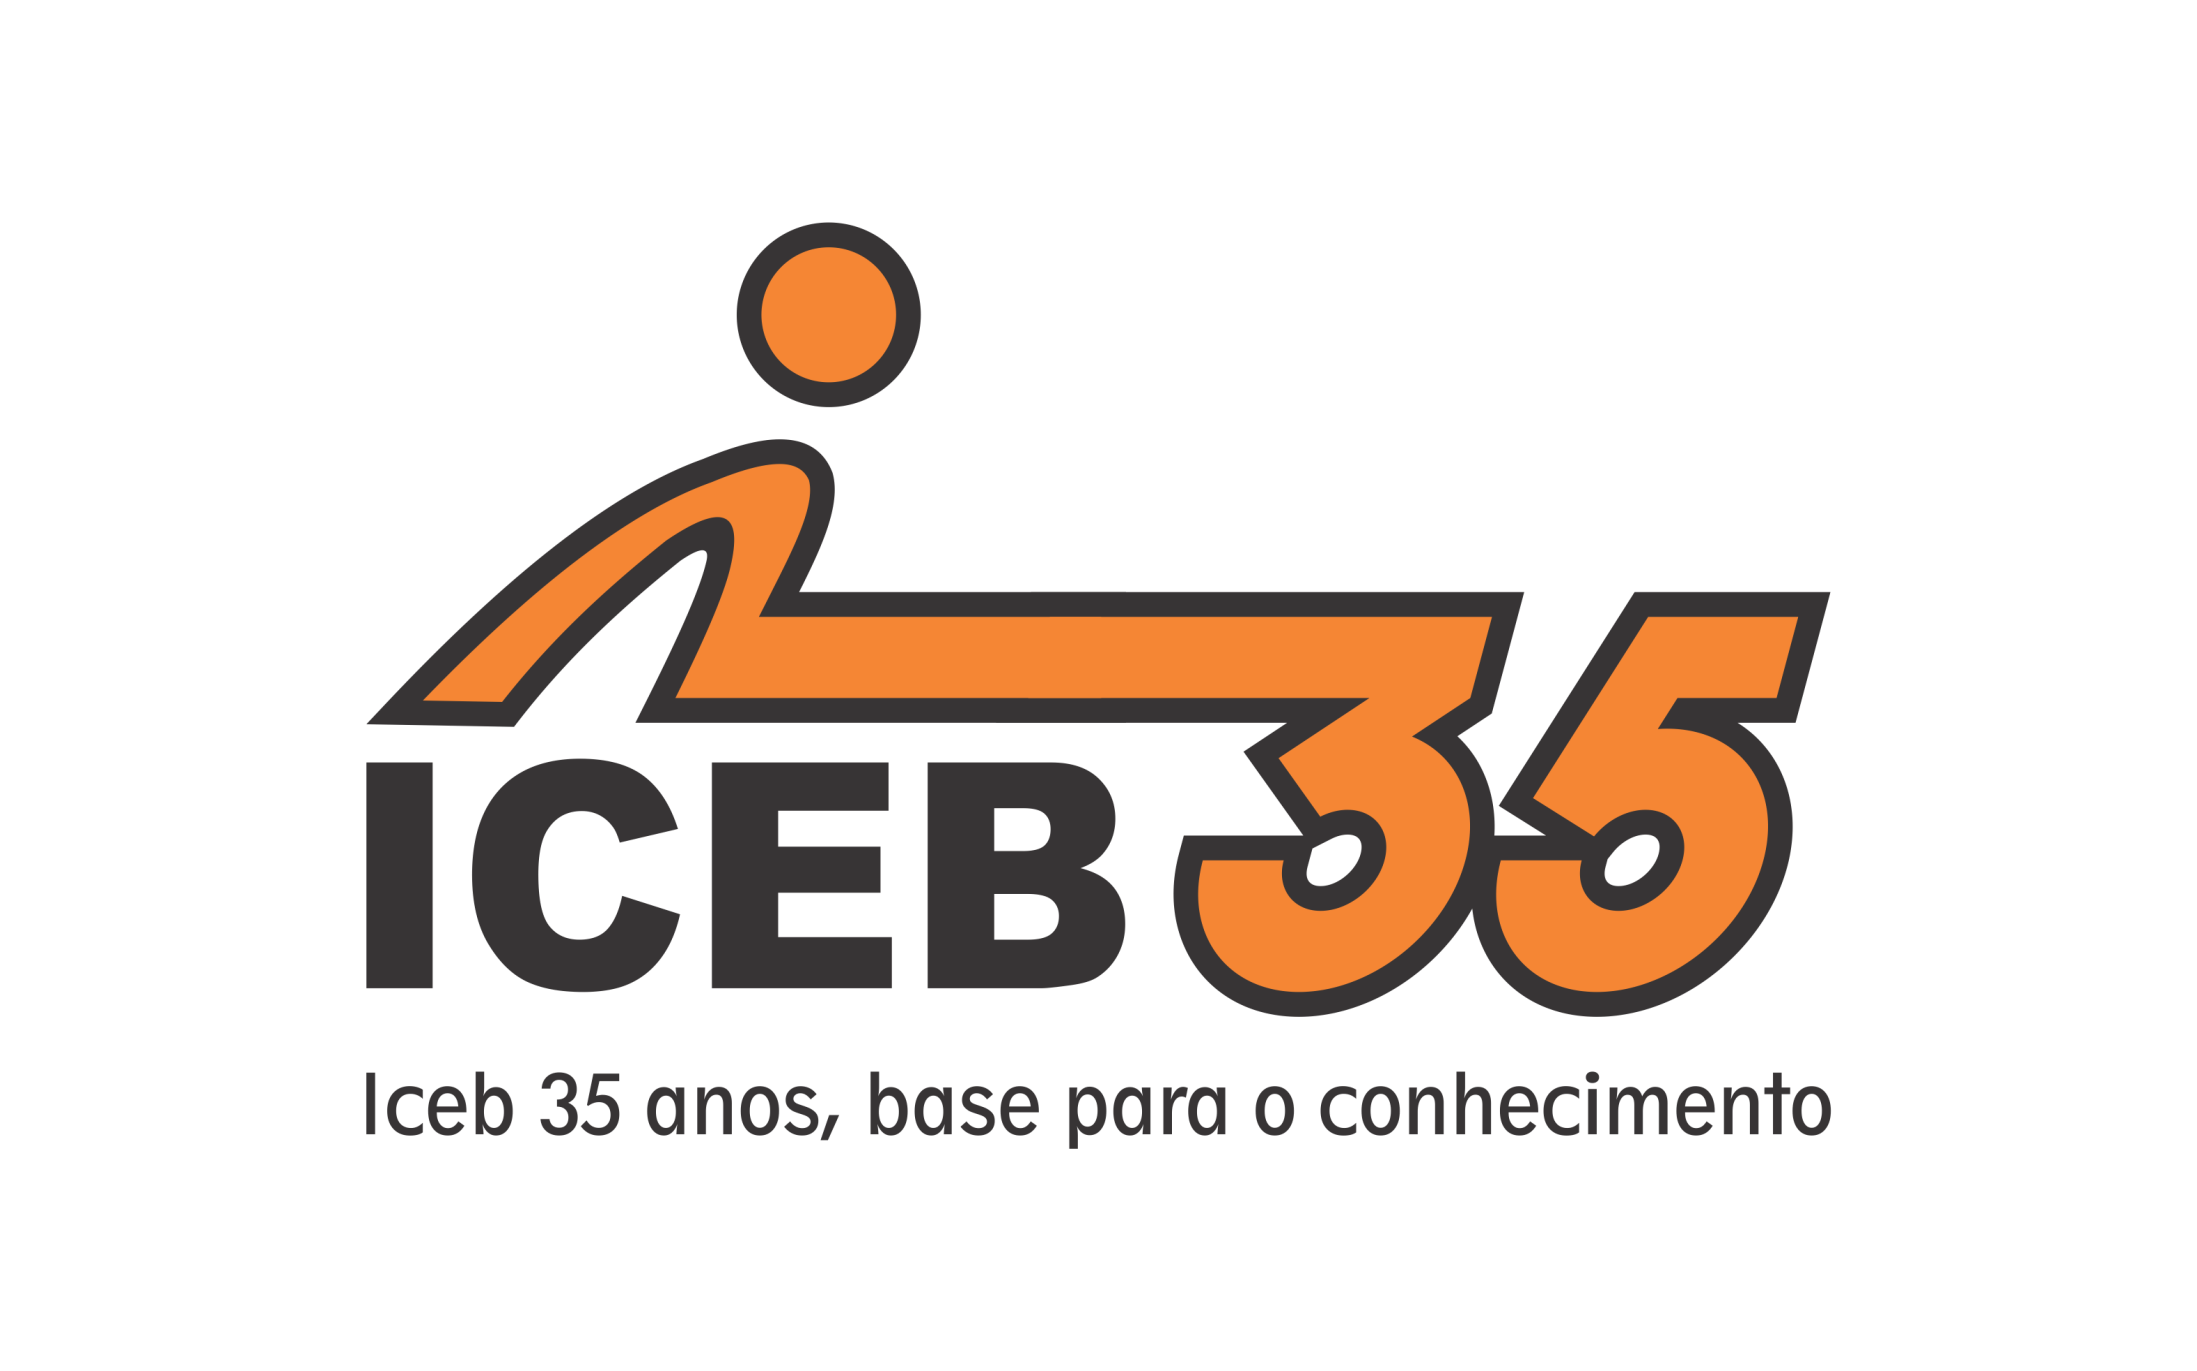 ICEB 35
Iceb 35 anos, base para o conhecimento